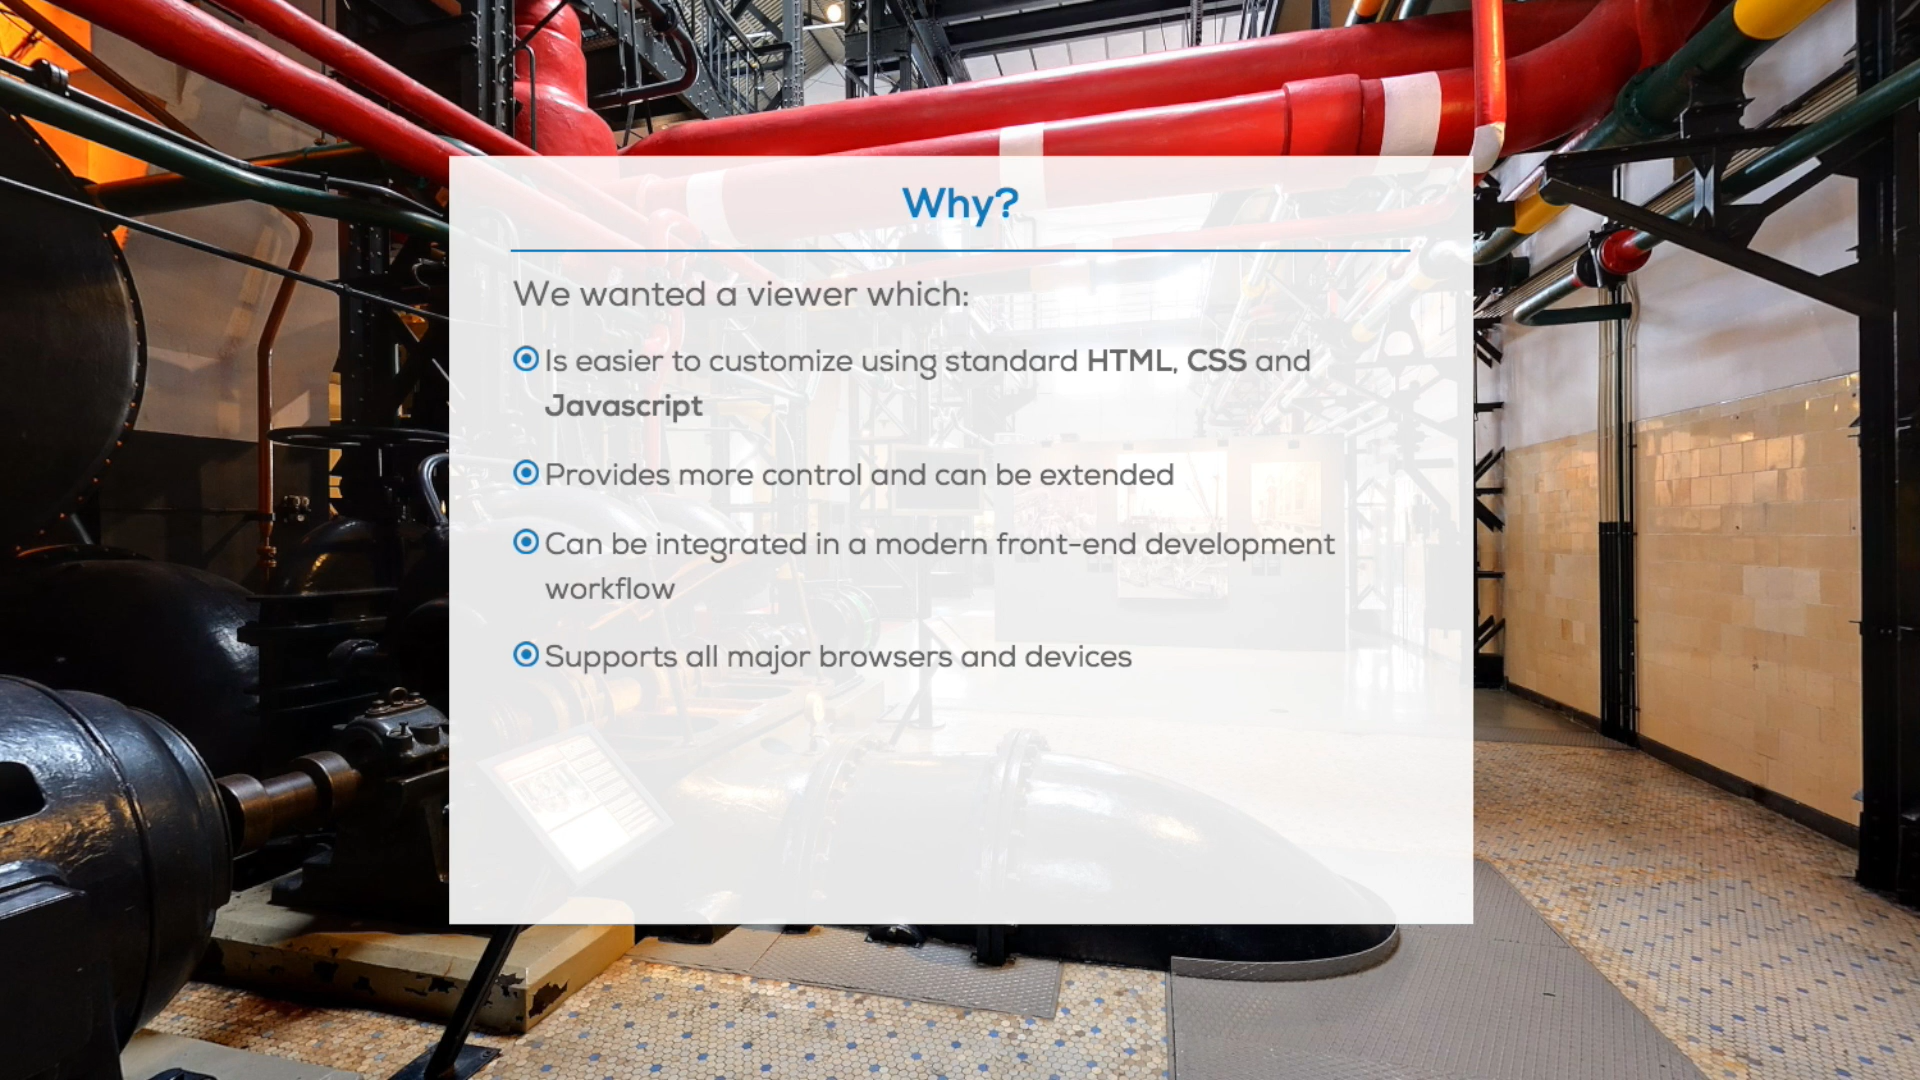 Why?
We wanted a viewer which:
Is easier to customize using standard HTML, CSS and
Javascript
Provides more control and can be extended
Can be integrated in a modern front-end development
workflow
Supports all major browsers and devices